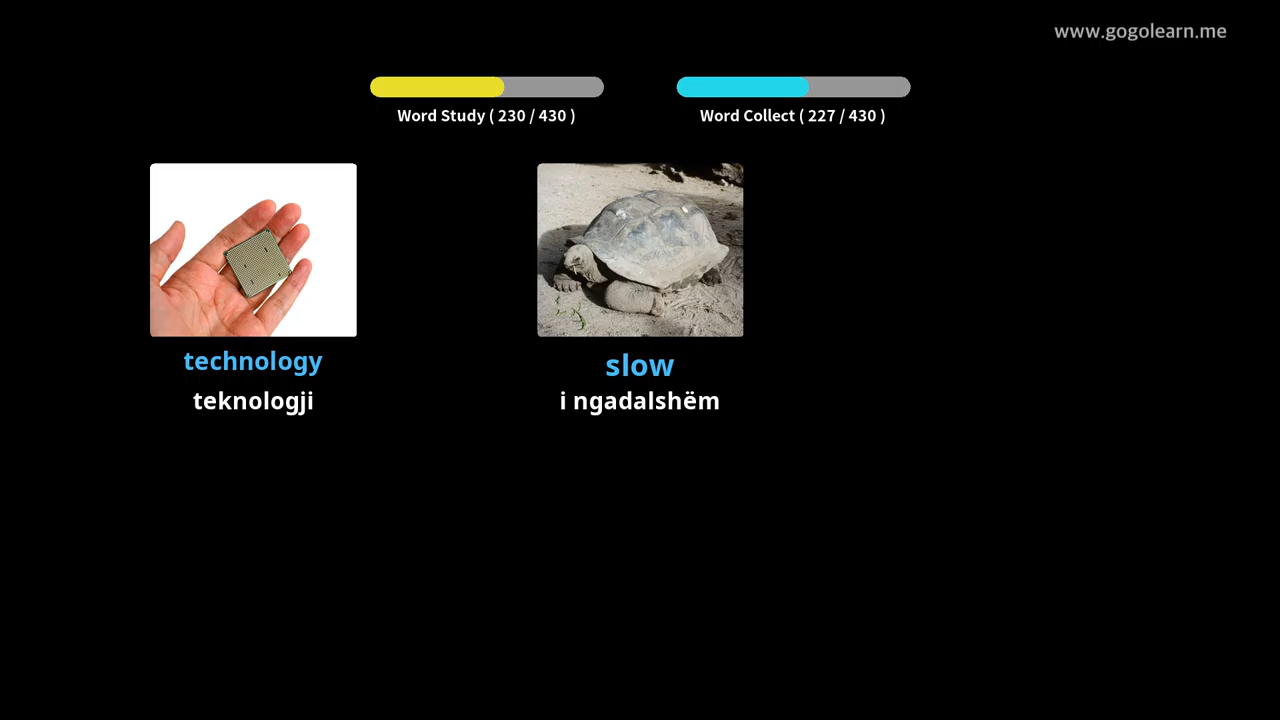 www.gogolearn.me
Word Study ( 230 / 430 )
Word Collect ( 227 / 430 )
technology
teknologji
slow
i ngadalshëm